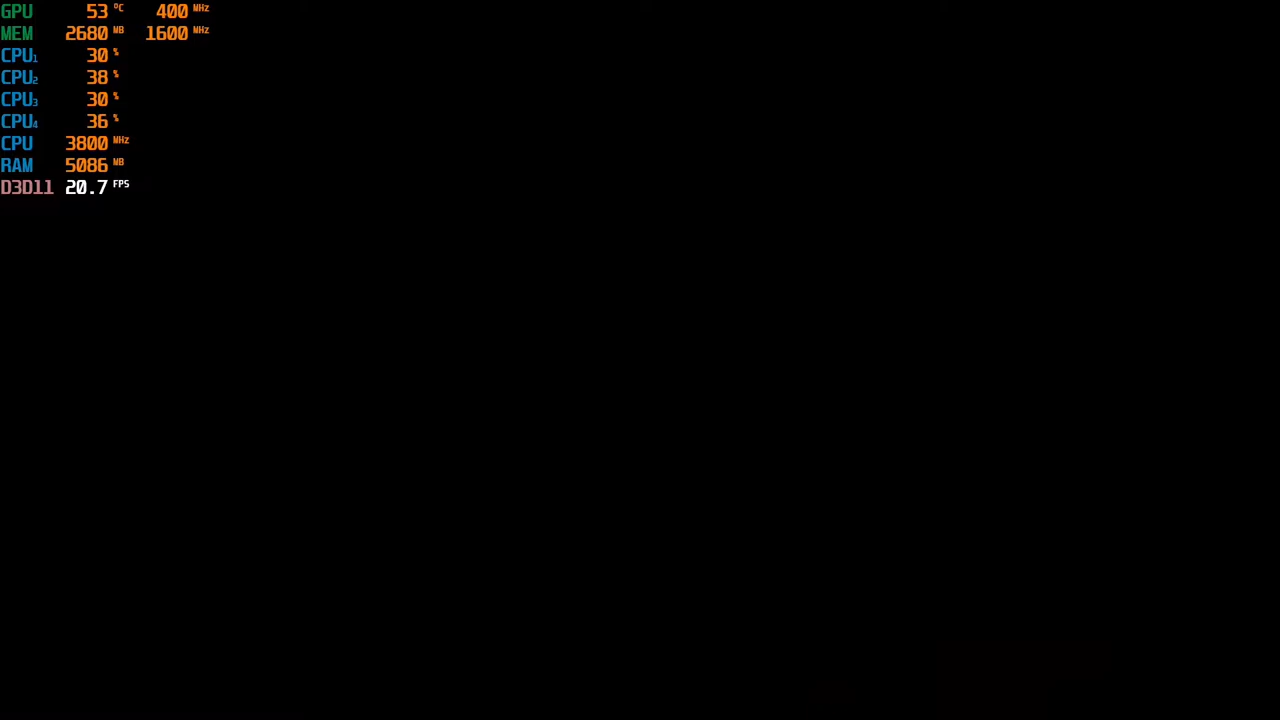 GPU 53 °C 400 MHz
MEM 2680 MB 1600 MHz
CPU1 30 %
CPU2 38 %
CPU3 30 %
CPU4 36 %
CPU 3800 MHz
RAM 5086 MB
D3D11 20.7 FPS